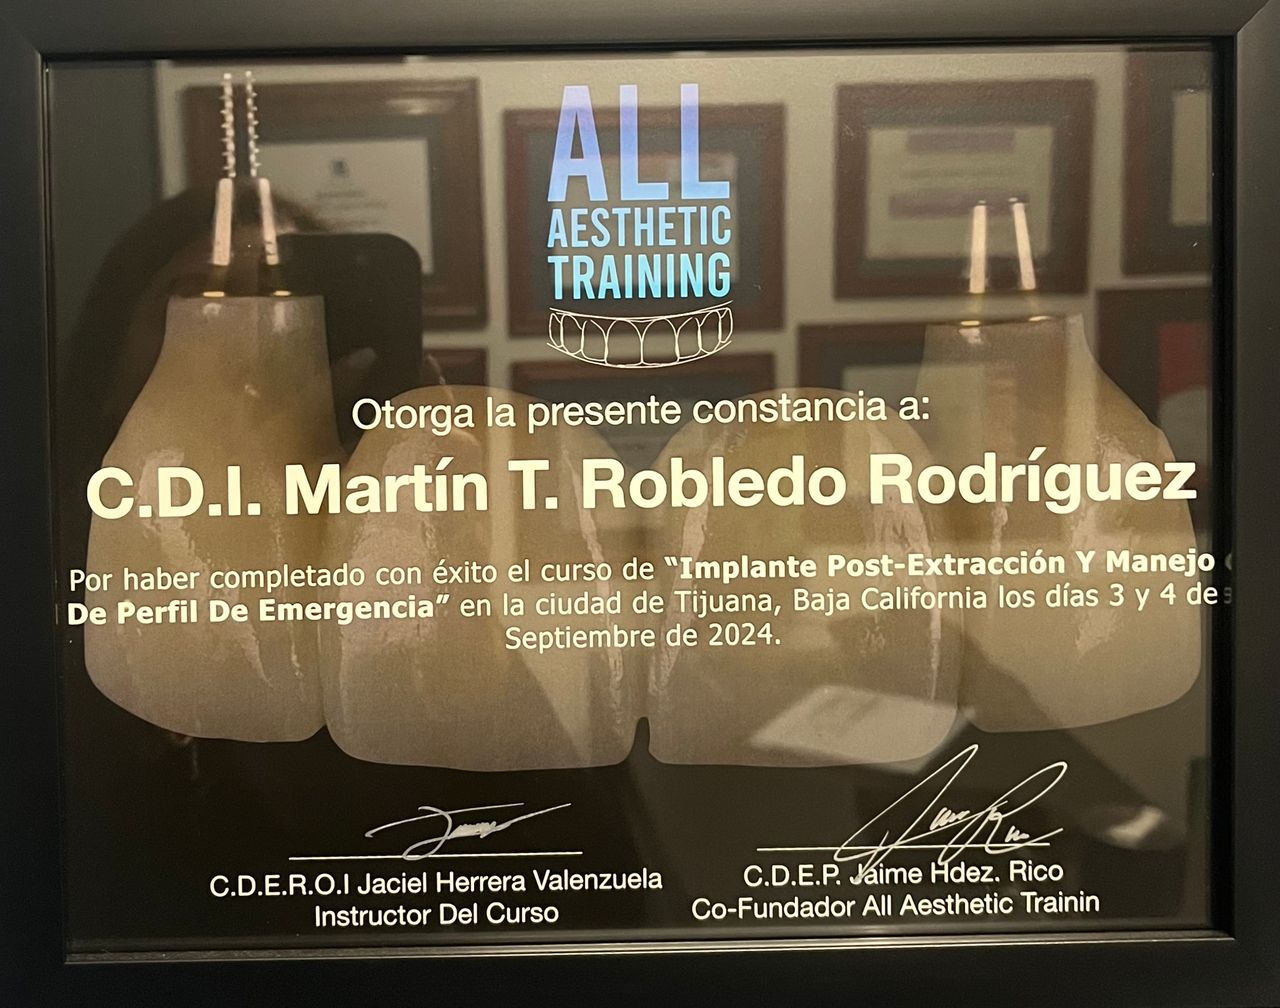 ALL
AESTHETIC
TRAINING
Otorga la presente constancia a:
C.D.I. Martín T. Robledo Rodríguez
Por haber completado con éxito el curso de “Implante Post-Extracción Y Manejo
De Perfil De Emergencia” en la ciudad de Tijuana, Baja California los días 3 y 4 de
Septiembre de 2024.
C.D.E.R.O.I Jaciel Herrera Valenzuela
Instructor Del Curso
C.D.E.P. Jaime Hdez. Rico
Co-Fundador All Aesthetic Trainin